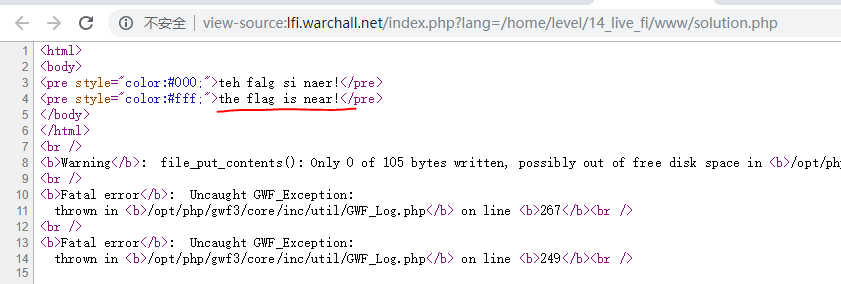 不安全 | view-source:lfi.warchall.net/index.php?lang=/home/level/14_live_fi/www/solution.php
1 <html>
2 <body>
3 <pre style="color:#000;">teh falg si naer!</pre>
4 <pre style="color:#fff;">the flag is near!</pre>
5 </body>
6 </html>
7 <br />
8 <b>Warning</b>:  file_put_contents(): Only 0 of 105 bytes written, possibly out of free disk space in <b>/opt/ph
9 <br />
10 <b>Fatal error</b>:  Uncaught GWF_Exception:
11   thrown in <b>/opt/php/gwf3/core/inc/util/GWF_Log.php</b> on line <b>267</b><br />
12 <br />
13 <b>Fatal error</b>:  Uncaught GWF_Exception:
14   thrown in <b>/opt/php/gwf3/core/inc/util/GWF_Log.php</b> on line <b>249</b><br />
15